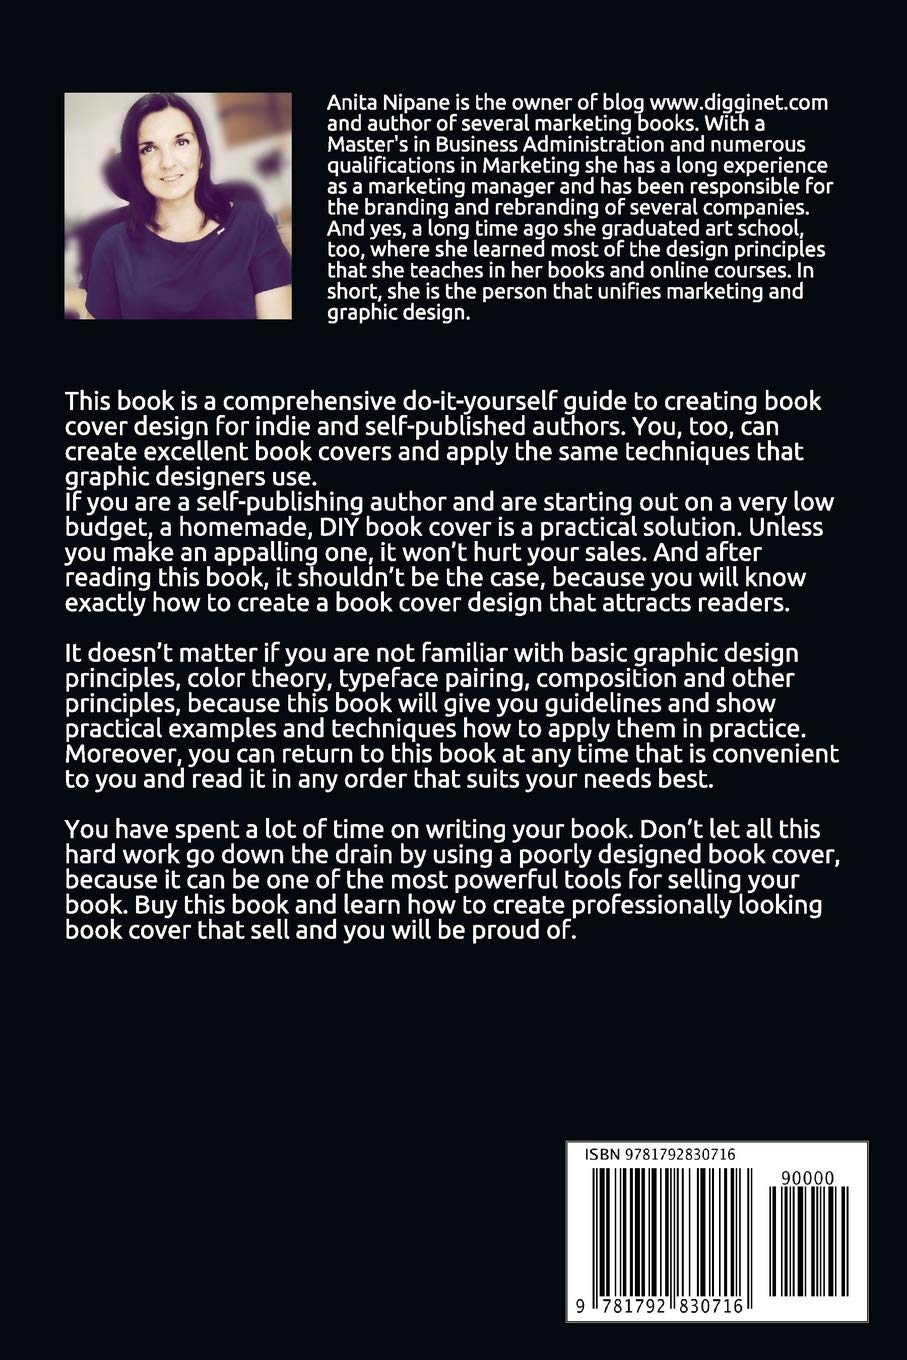 Anita Nipane is the owner of blog www.digginet.com
and author of several marketing books. With a
Master's in Business Administration and numerous
qualifications in Marketing she has a long experience
as a marketing manager and has been responsible for
the branding and rebranding of several companies.
And yes, a long time ago she graduated art school,
too, where she learned most of the design principles
that she teaches in her books and online courses. In
short, she is the person that unifies marketing and
graphic design.
This book is a comprehensive do-it-yourself guide to creating book
cover design for indie and self-published authors. You, too, can
create excellent book covers and apply the same techniques that
graphic designers use.
If you are a self-publishing author and are starting out on a very low
budget, a homemade, DIY book cover is a practical solution. Unless
you make an appalling one, it won’t hurt your sales. And after
reading this book, it shouldn’t be the case, because you will know
exactly how to create a book cover design that attracts readers.
It doesn’t matter if you are not familiar with basic graphic design
principles, color theory, typeface pairing, composition and other
principles, because this book will give you guidelines and show
practical examples and techniques how to apply them in practice.
Moreover, you can return to this book at any time that is convenient
to you and read it in any order that suits your needs best.
You have spent a lot of time on writing your book. Don’t let all this
hard work go down the drain by using a poorly designed book cover,
because it can be one of the most powerful tools for selling your
book. Buy this book and learn how to create professionally looking
book cover that sell and you will be proud of.
ISBN 9781792830716
90000
9 781792 830716